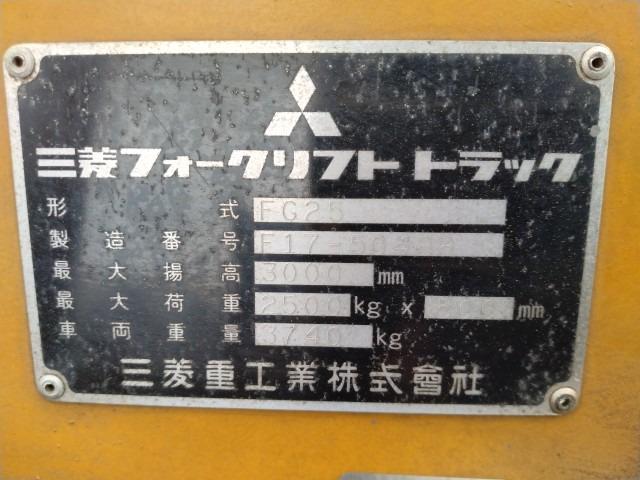 三菱フォークリフト トラック
形 式 FG25
製造番号
最大揚高 3000 mm
最大荷重 2500 kg x mm
車両重量 3740 kg
三菱重工業株式會社